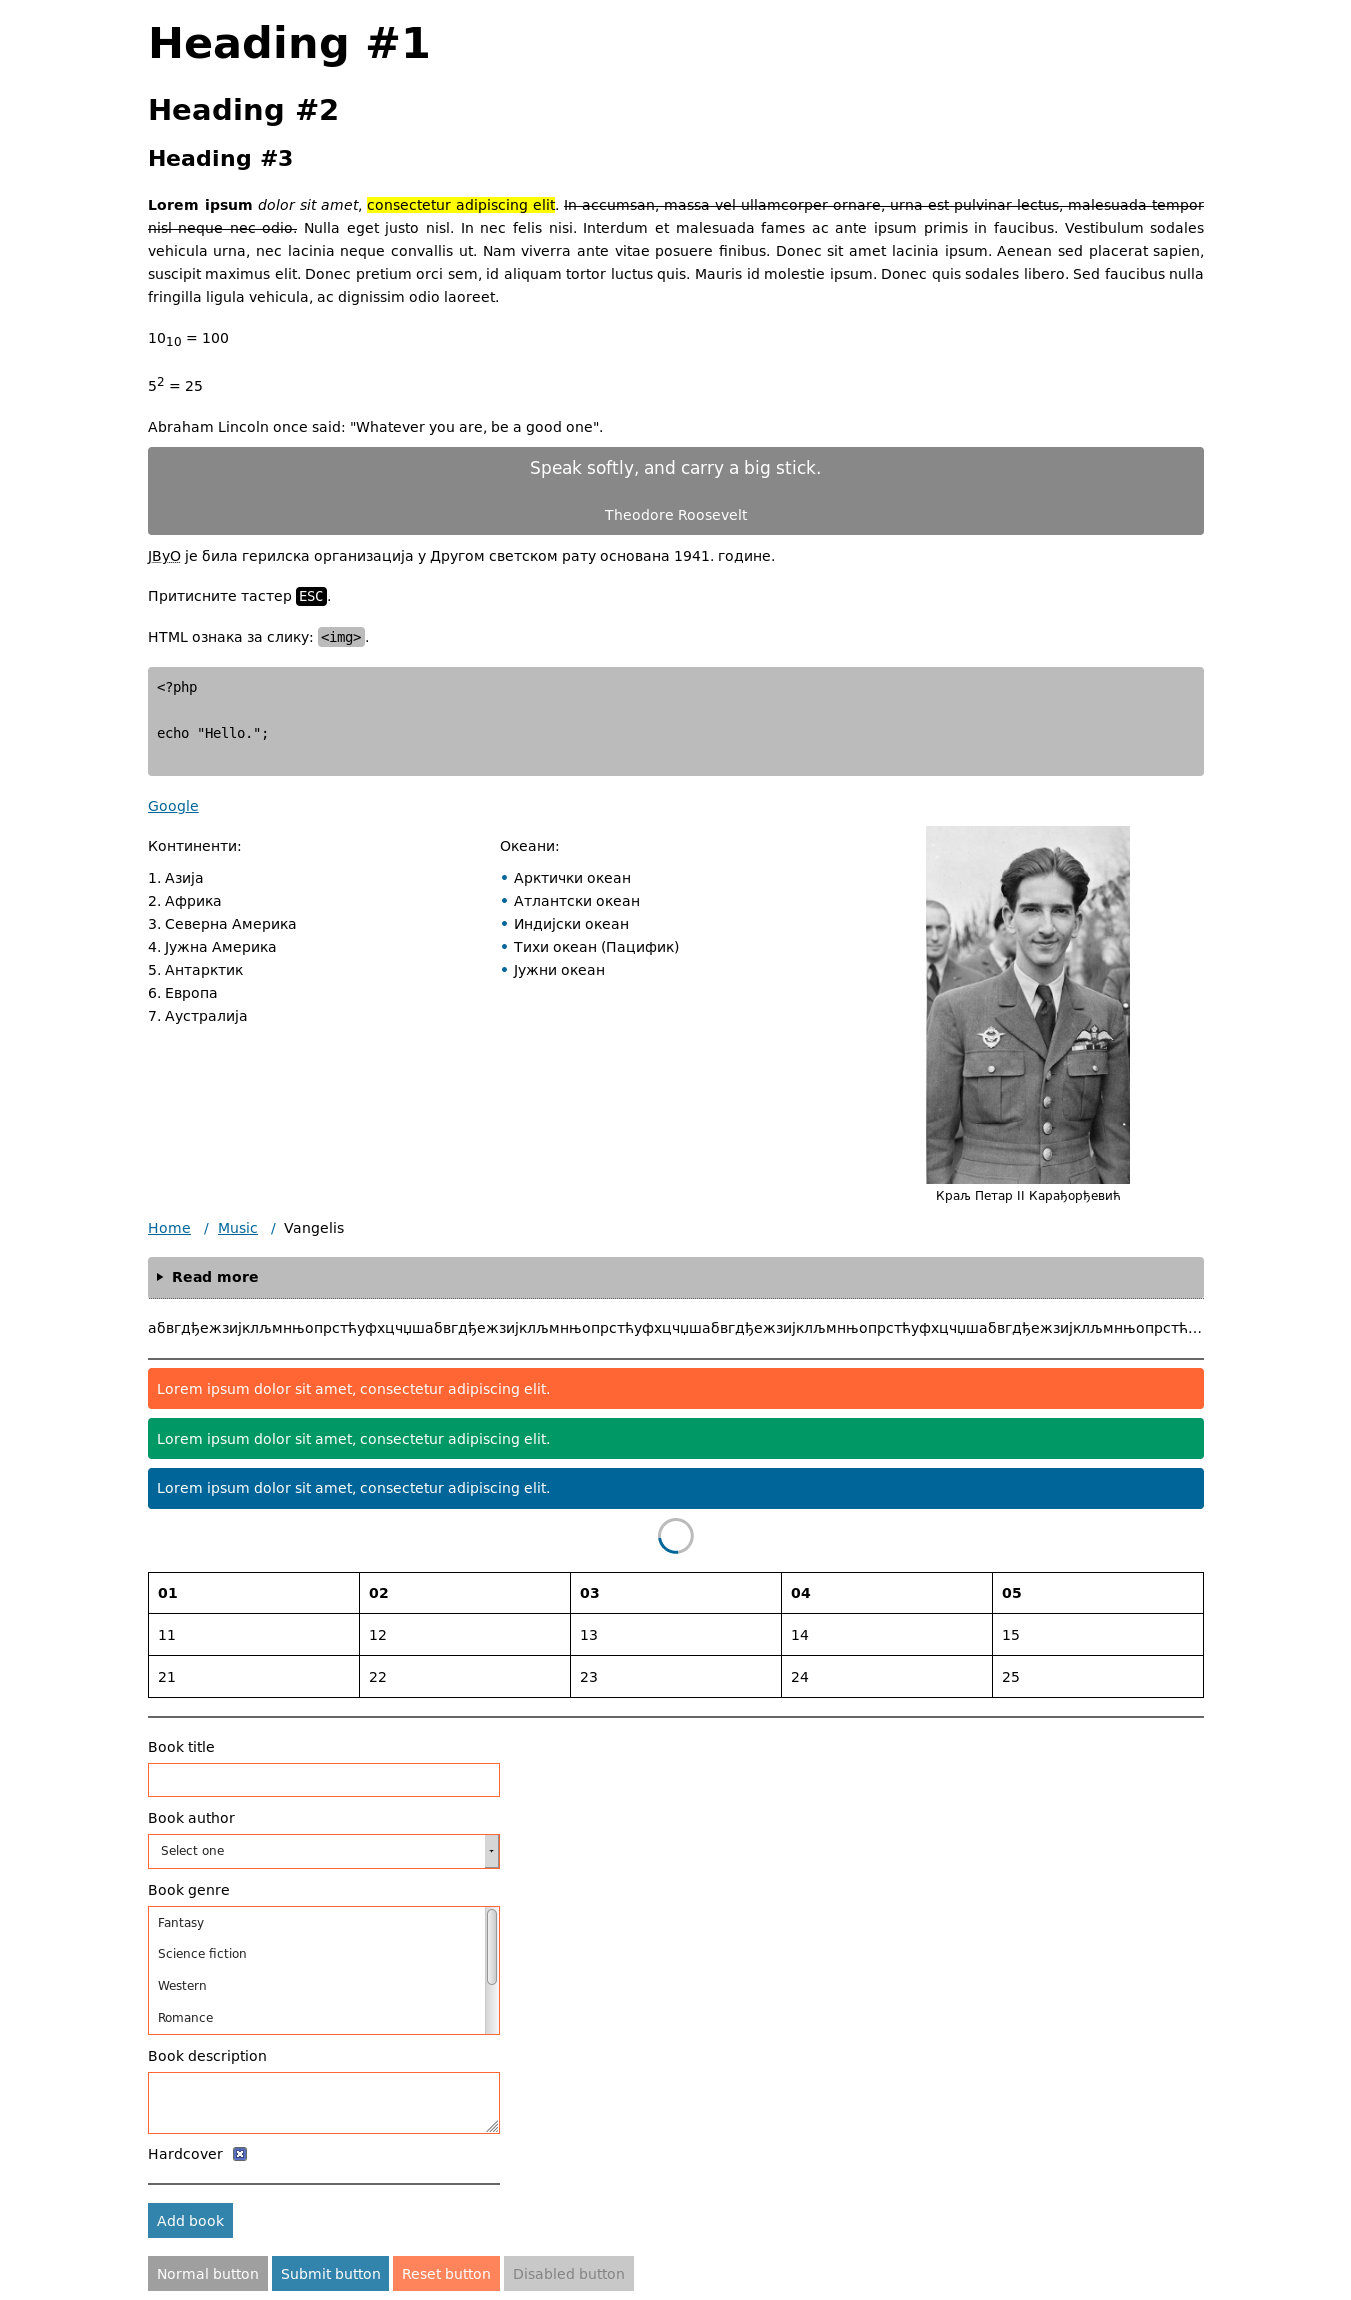 Heading #1
Heading #2
Heading #3
Lorem ipsum dolor sit amet, consectetur adipiscing elit. In accumsan, massa vel ullamcorper ornare, urna est pulvinar lectus, malesuada tempor
nisl neque nec odio. Nulla eget justo nisl. In nec felis nisi. Interdum et malesuada fames ac ante ipsum primis in faucibus. Vestibulum sodales
vehicula urna, nec lacinia neque convallis ut. Nam viverra ante vitae posuere finibus. Donec sit amet lacinia ipsum. Aenean sed placerat sapien,
suscipit maximus elit. Donec pretium orci sem, id aliquam tortor luctus quis. Mauris id molestie ipsum. Donec quis sodales libero. Sed faucibus nulla
fringilla ligula vehicula, ac dignissim odio laoreet.
10₁₀ = 100
5² = 25
Abraham Lincoln once said: "Whatever you are, be a good one".
Speak softly, and carry a big stick.
Theodore Roosevelt
ЈВуО је била герилска организација у Другом светском рату основана 1941. године.
Притисните тастер ESC.
HTML ознака за слику: <img>.
<?php
echo "Hello.";
Google
Континенти:
1. Азија
2. Африка
3. Северна Америка
4. Јужна Америка
5. Антарктик
6. Европа
7. Аустралија
Океани:
• Арктички океан
• Атлантски океан
• Индијски океан
• Тихи океан (Пацифик)
• Јужни океан
Краљ Петар II Карађорђевић
Home / Music / Vangelis
Read more
абвгдђежзијклљмнњопрстћуфхцчџшабвгдђежзијклљмнњопрстћуфхцчџшабвгдђежзијклљмнњопрстћуфхцчџшабвгдђежзијклљмнњопрстћ…
Lorem ipsum dolor sit amet, consectetur adipiscing elit.
Lorem ipsum dolor sit amet, consectetur adipiscing elit.
Lorem ipsum dolor sit amet, consectetur adipiscing elit.
01 02 03 04 05
11 12 13 14 15
21 22 23 24 25
Book title
Book author
Select one
Book genre
Fantasy
Science fiction
Western
Romance
Book description
Hardcover
Add book
Normal button Submit button Reset button Disabled button